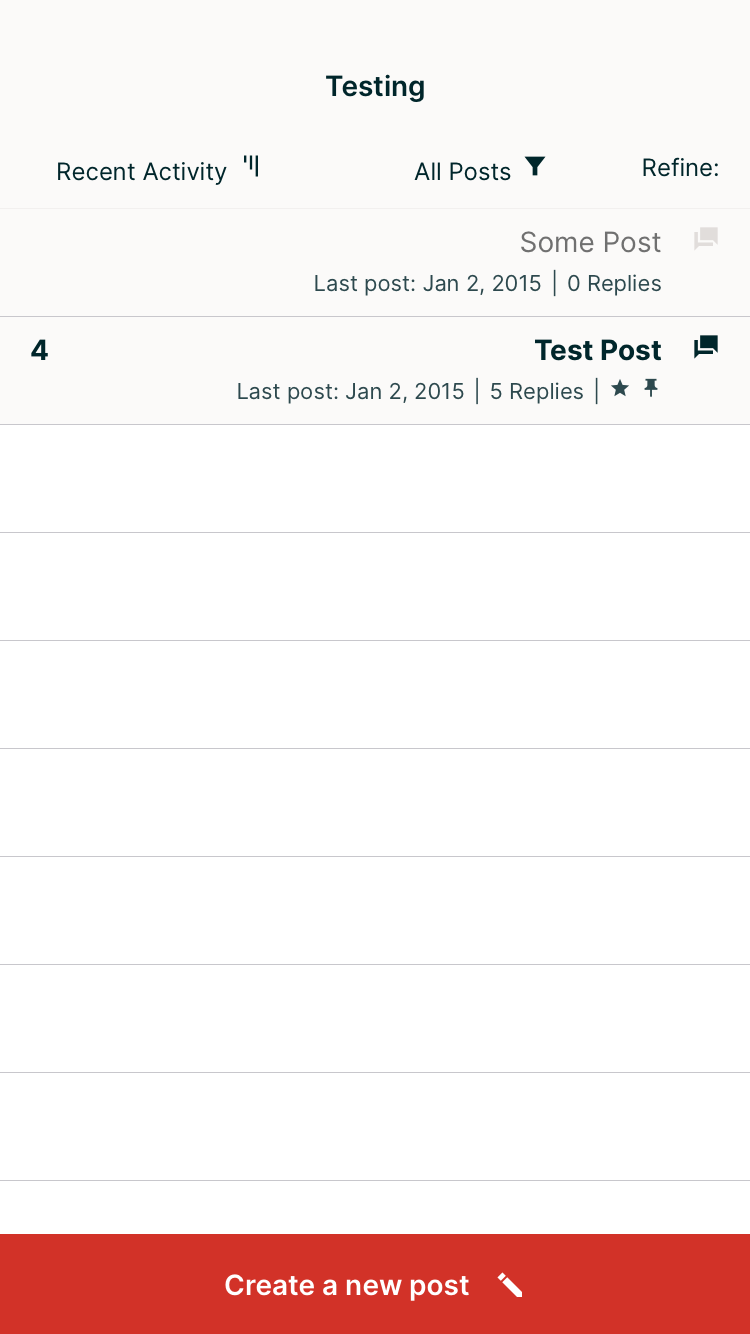 Testing
Refine: All Posts Recent Activity
Some Post
Last post: Jan 2, 2015 | 0 Replies
Test Post 4
Last post: Jan 2, 2015 | 5 Replies |
Create a new post